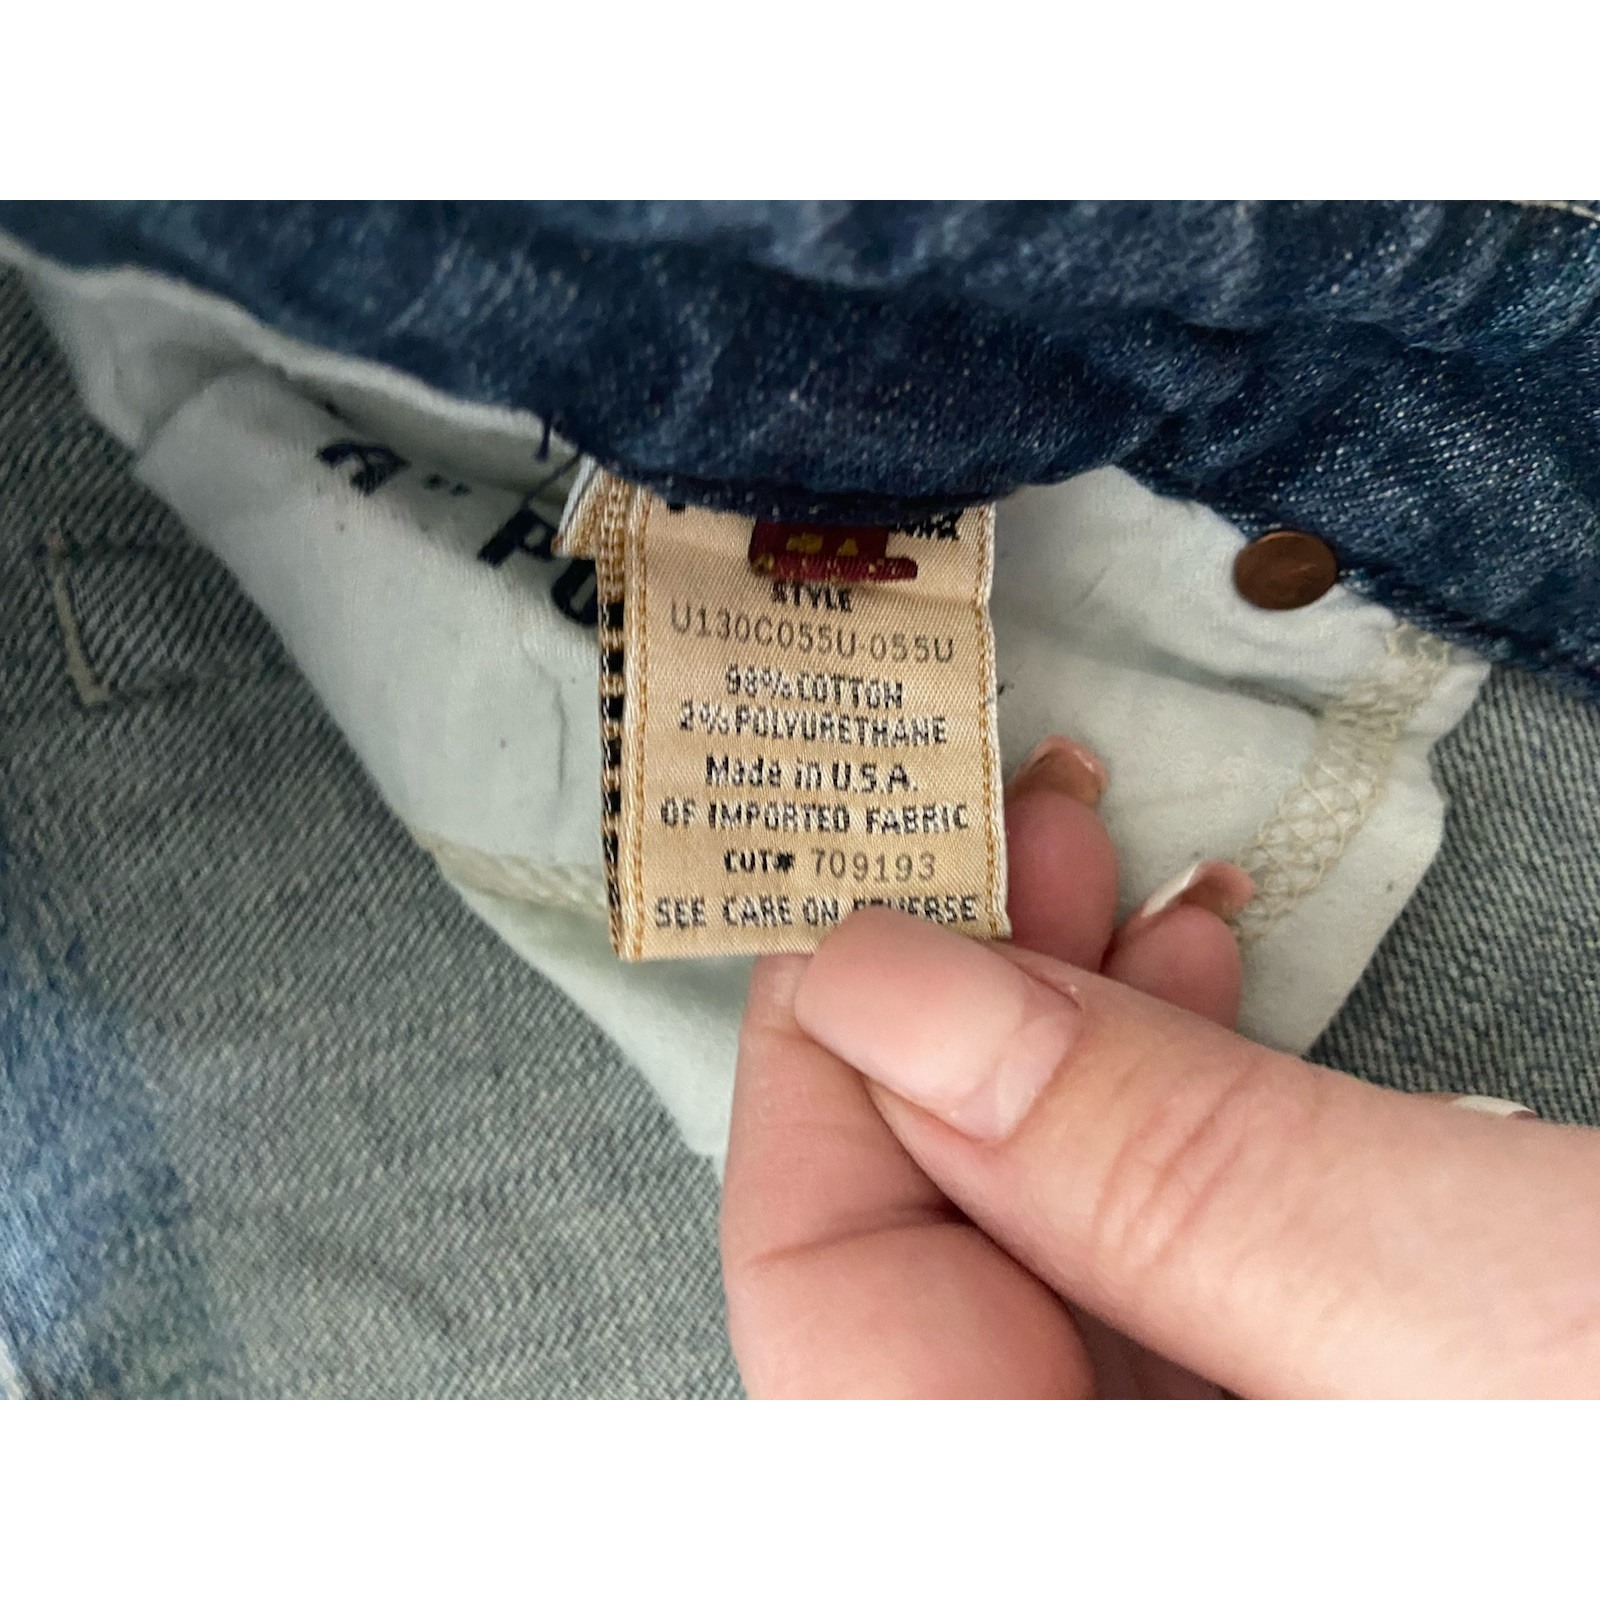 STYLE
U130C055U-055U
98% COTTON
2% POLYURETHANE
Made in U.S.A.
OF IMPORTED FABRIC
CUT# 709193
SEE CARE ON REVERSE